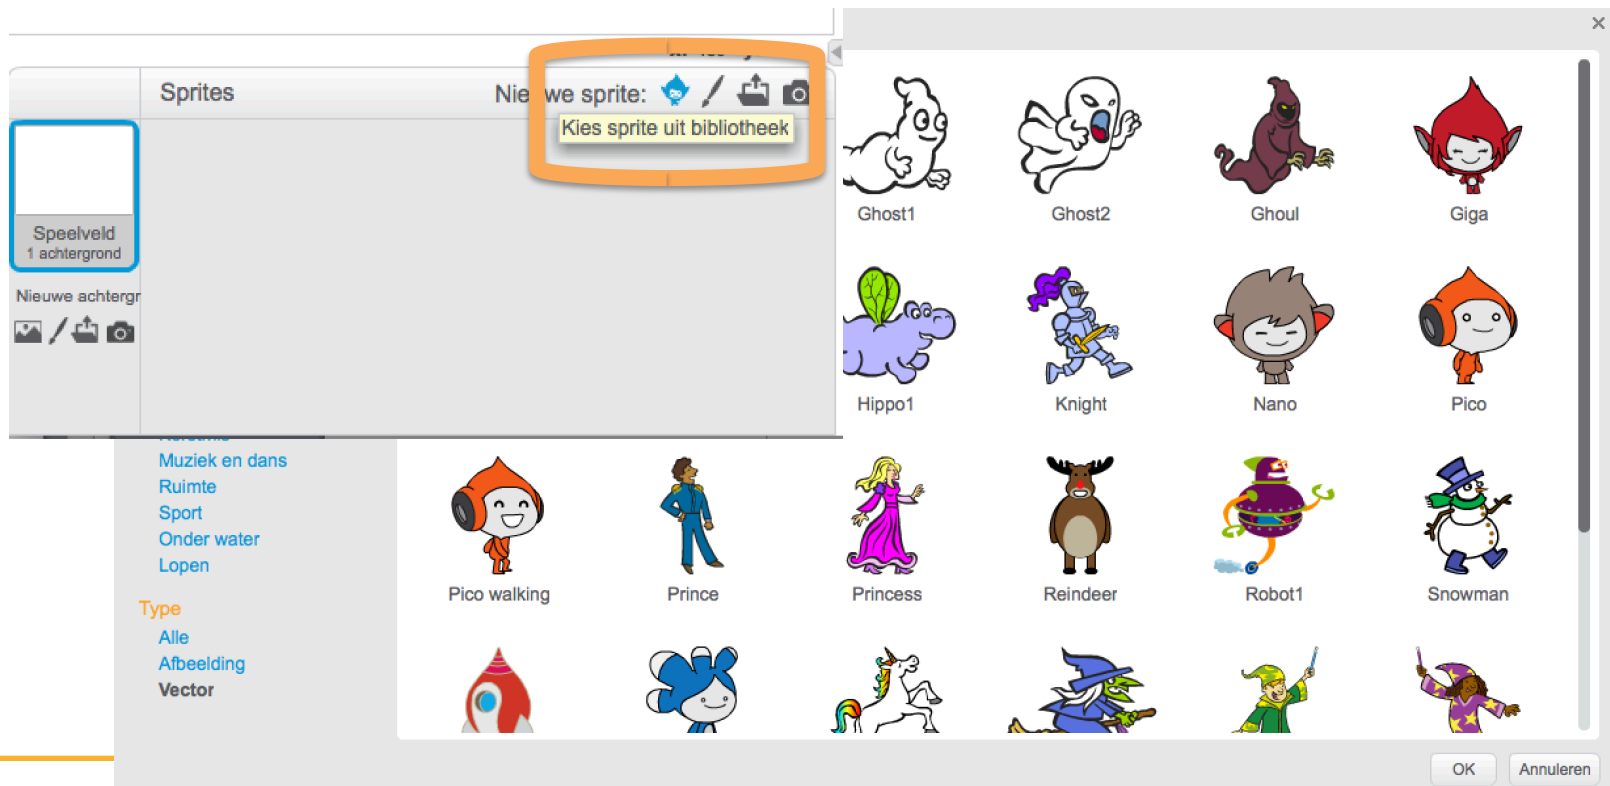 Sprites
Nieuwe sprite:
Kies sprite uit bibliotheek
Speelveld
1 achtergrond
Nieuwe achtergr
Ghost1
Ghost2
Ghoul
Giga
Hippo1
Knight
Nano
Pico
Muziek en dans
Ruimte
Sport
Onder water
Lopen
Type
Alle
Afbeelding
Vector
Pico walking
Prince
Princess
Reindeer
Robot1
Snowman
OK
Annuleren